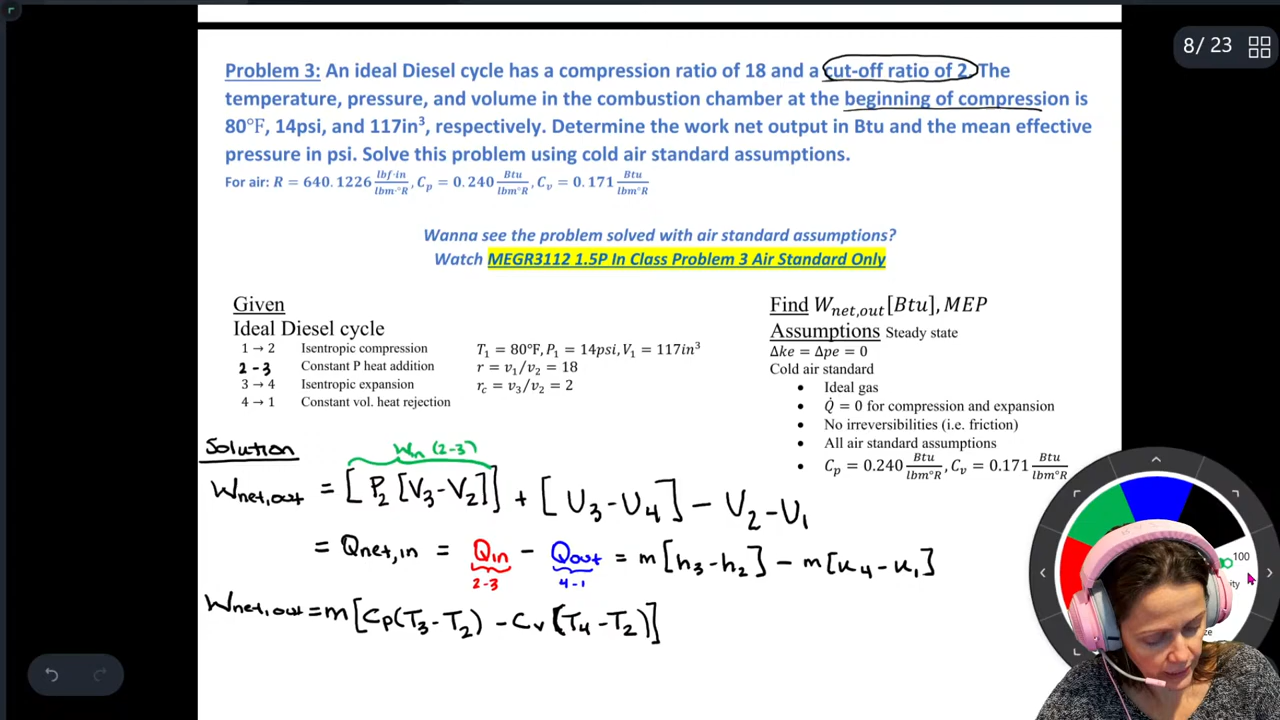 8/ 23
Problem 3: An ideal Diesel cycle has a compression ratio of 18 and a cut-off ratio of 2. The
temperature, pressure, and volume in the combustion chamber at the beginning of compression is
80°F, 14psi, and 117in³, respectively. Determine the work net output in Btu and the mean effective
pressure in psi. Solve this problem using cold air standard assumptions.
For air: R = 640.1226 lbf·in/lbm·°R, Cp = 0.240 Btu/lbm°R, Cv = 0.171 Btu/lbm°R
Wanna see the problem solved with air standard assumptions?
Watch MEGR3112 1.5P In Class Problem 3 Air Standard Only
Given
Ideal Diesel cycle
1 → 2 Isentropic compression
2 - 3 Constant P heat addition
3 → 4 Isentropic expansion
4 → 1 Constant vol. heat rejection
T₁ = 80°F, P₁ = 14psi, V₁ = 117in³
r = v₁/v₂ = 18
r_c = v₃/v₂ = 2
Find W_net,out[Btu], MEP
Assumptions Steady state
Δke = Δpe = 0
Cold air standard
• Ideal gas
• Q̇ = 0 for compression and expansion
• No irreversibilities (i.e. friction)
• All air standard assumptions
• Cp = 0.240 Btu/lbm°R, Cv = 0.171 Btu/lbm°R
Solution
(2-3)
Wnet,out = [P₂[V₃-V₂]] + [U₃-U₄] - U₂-U₁
= Qnet,in = Qin - Qout = m[h₃-h₂] - m[u₄-u₁]
2-3 4-1
Wnet,out = m[Cp(T₃-T₂) - Cv(T₄-T₂)]
100